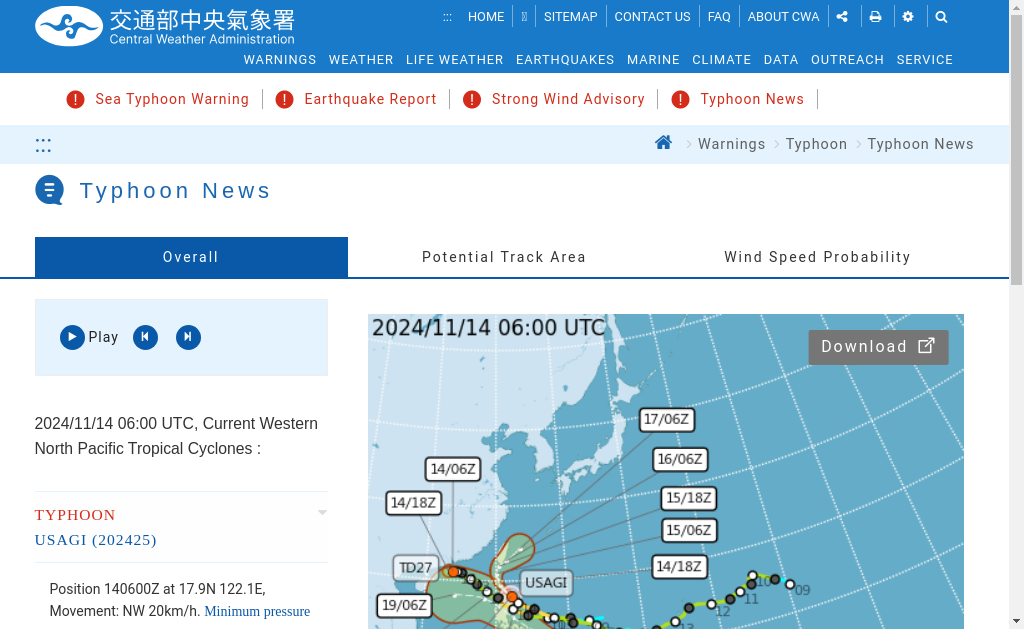 交通部中央氣象署
Central Weather Administration
::: HOME SITEMAP CONTACT US FAQ ABOUT CWA
WARNINGS WEATHER LIFE WEATHER EARTHQUAKES MARINE CLIMATE DATA OUTREACH SERVICE
Sea Typhoon Warning Earthquake Report Strong Wind Advisory Typhoon News
::: Warnings Typhoon Typhoon News
Typhoon News
Overall Potential Track Area Wind Speed Probability
Play
2024/11/14 06:00 UTC, Current Western
North Pacific Tropical Cyclones :
TYPHOON
USAGI (202425)
Position 140600Z at 17.9N 122.1E,
Movement: NW 20km/h. Minimum pressure
2024/11/14 06:00 UTC
Download
17/06Z
16/06Z
14/06Z
15/18Z
14/18Z
15/06Z
14/18Z
TD27
USAGI
10
09
19/06Z
11
12
13